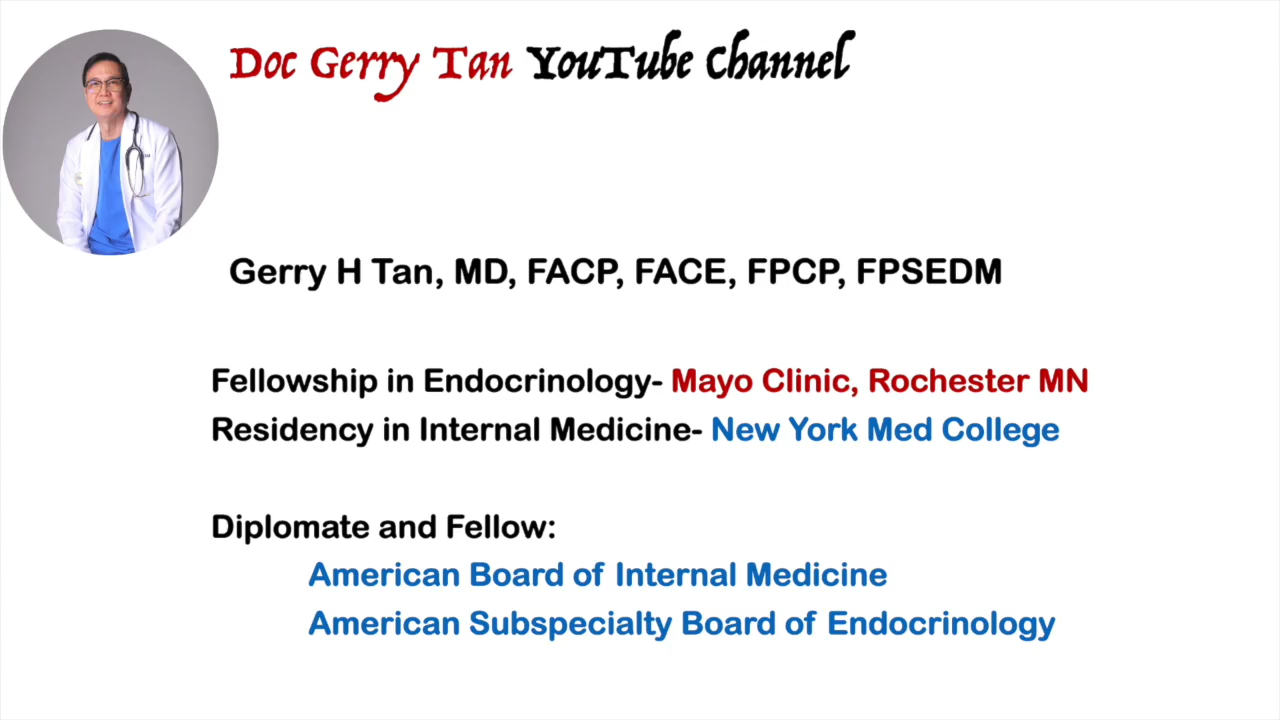 Doc Gerry Tan YouTube Channel
Gerry H Tan, MD, FACP, FACE, FPCP, FPSEDM
Fellowship in Endocrinology- Mayo Clinic, Rochester MN
Residency in Internal Medicine- New York Med College
Diplomate and Fellow:
American Board of Internal Medicine
American Subspecialty Board of Endocrinology